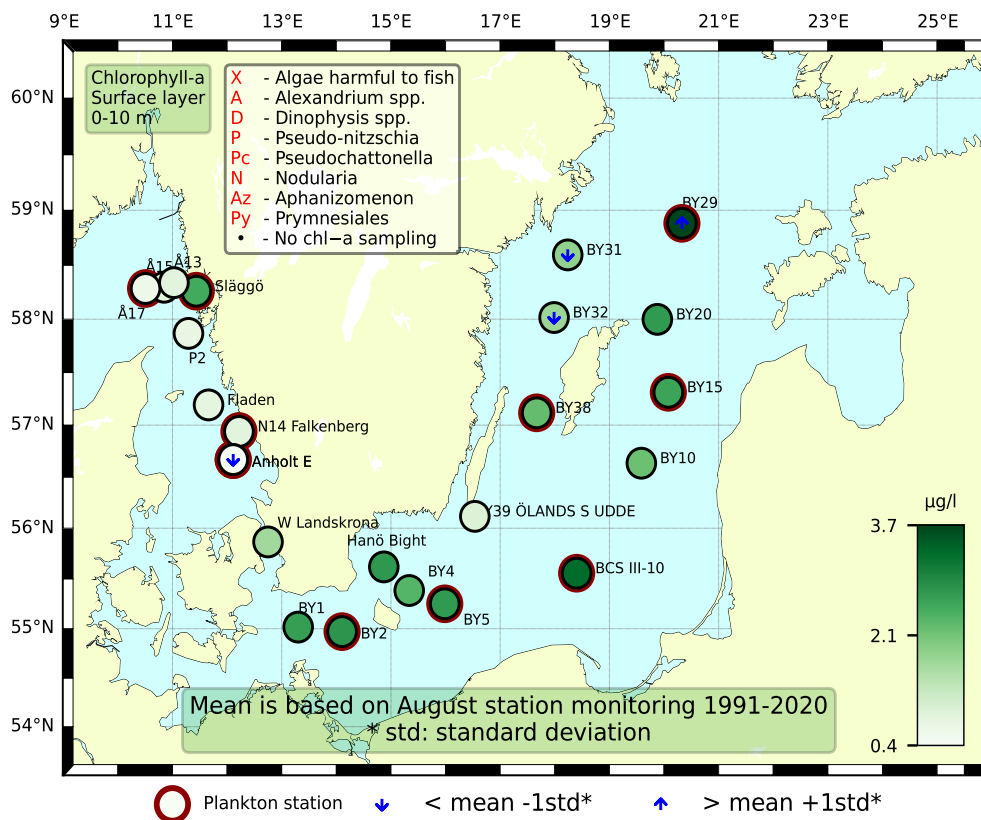 9°E 11°E 13°E 15°E 17°E 19°E 21°E 23°E 25°E
60°N
59°N
58°N
57°N
56°N
55°N
54°N
Chlorophyll-a
Surface layer
0-10 m
X - Algae harmful to fish
A - Alexandrium spp.
D - Dinophysis spp.
P - Pseudo-nitzschia
Pc - Pseudochattonella
N - Nodularia
Az - Aphanizomenon
Py - Prymnesiales
• - No chl−a sampling
BY29
BY31
Å13
Släggö
Å17
BY32
BY20
P2
BY15
Fladen
BY38
N14 Falkenberg
Anholt E
BY10
Y39 ÖLANDS S UDDE
W Landskrona
Hanö Bight
BCS III-10
BY4
BY1
BY5
BY2
µg/l
3.7
2.1
0.4
Mean is based on August station monitoring 1991-2020
* std: standard deviation
Plankton station < mean -1std* > mean +1std*